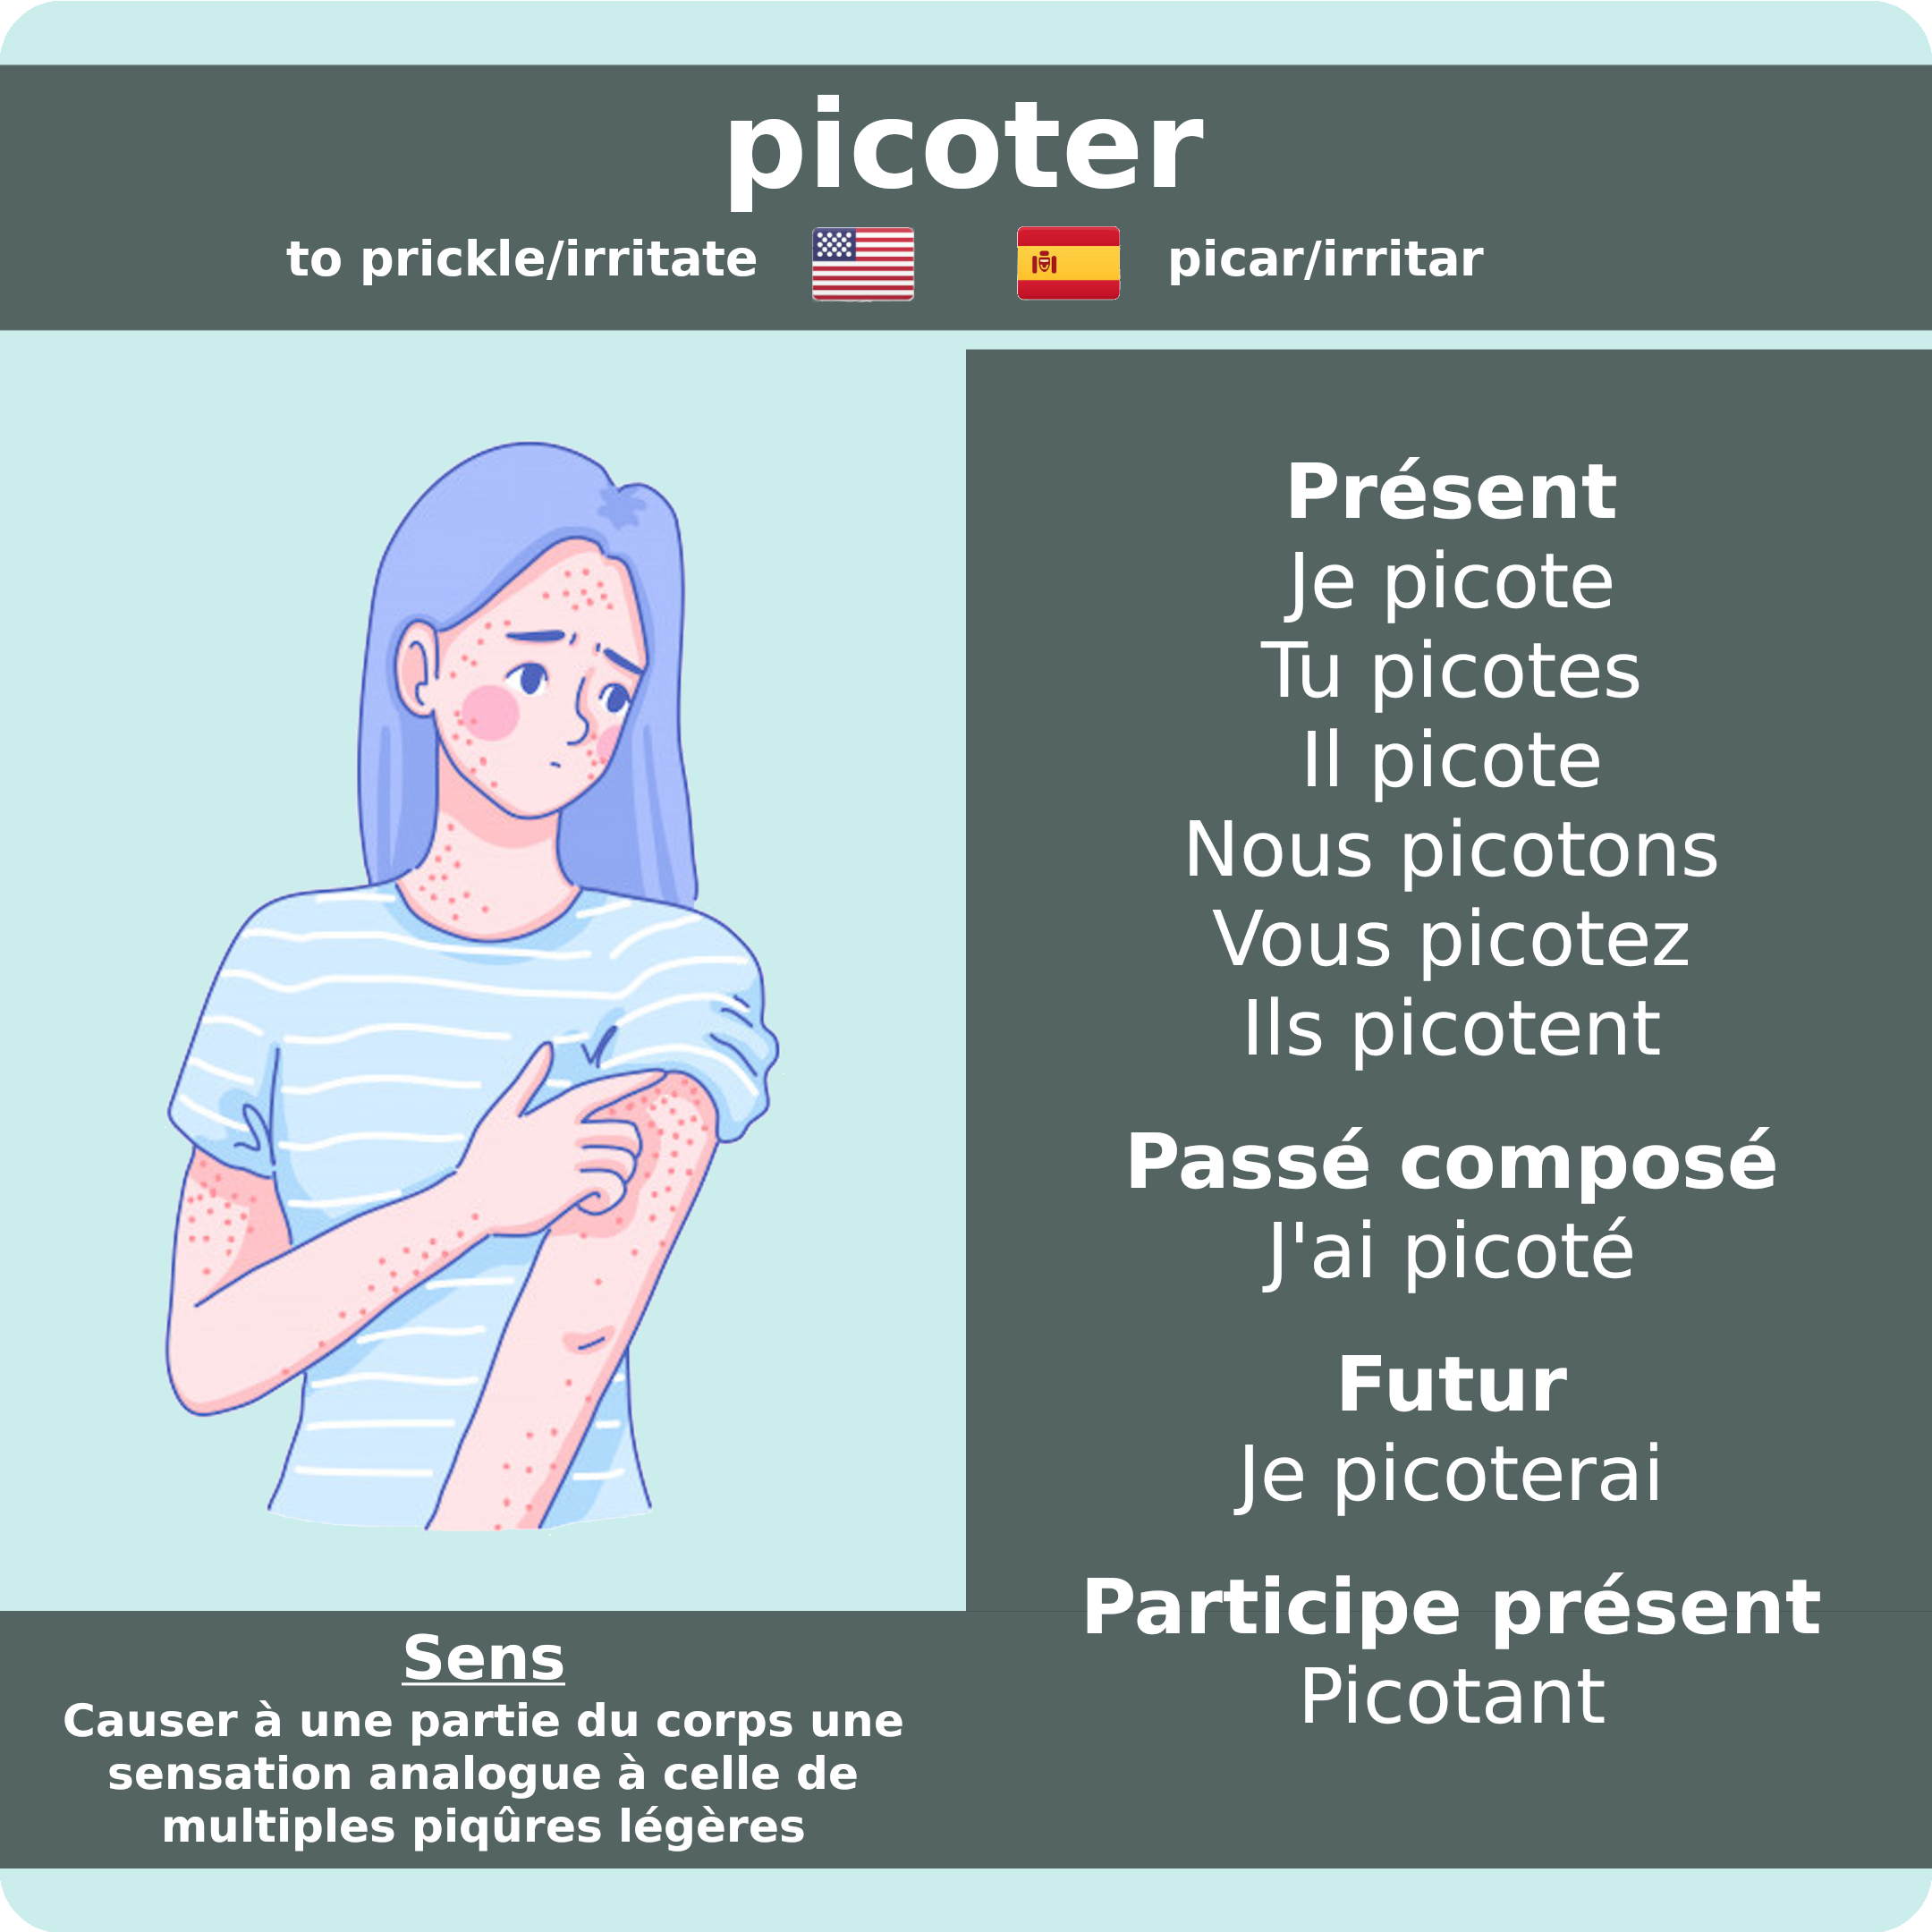 picoter
to prickle/irritate
picar/irritar
Présent
Je picote
Tu picotes
Il picote
Nous picotons
Vous picotez
Ils picotent
Passé composé
J'ai picoté
Futur
Je picoterai
Participe présent
Picotant
Sens
Causer à une partie du corps une
sensation analogue à celle de
multiples piqûres légères